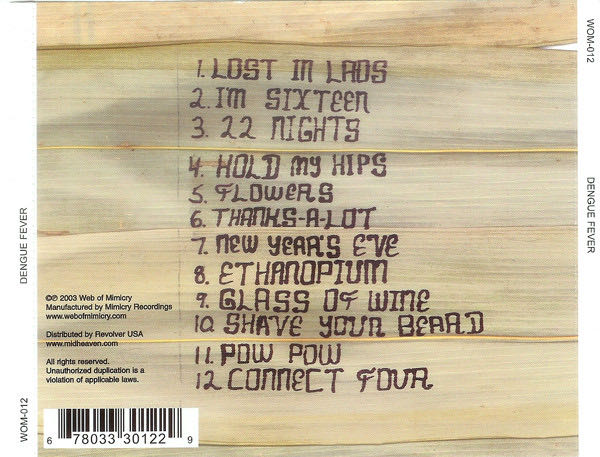 1. LOST IN LAOS
2. IM SIXTEEN
3. 22 NIGHTS
4. HOLD MY HIPS
5. FLOWERS
6. THANKS-A-LOT
7. NEW YEAR'S EVE
8. ETHANOPIUM
9. GLASS OF WINE
10 SHAVE YOUR BEARD
11. POW POW
12 CONNECT FOUR
©℗ 2003 Web of Mimicry
Manufactured by Mimicry Recordings
www.webofmimicry.com
Distributed by Revolver USA
www.midheaven.com
All rights reserved.
Unauthorized duplication is a
violation of applicable laws.
6 78033 30122 9
DENGUE FEVER
WOM-012
WOM-012
DENGUE FEVER